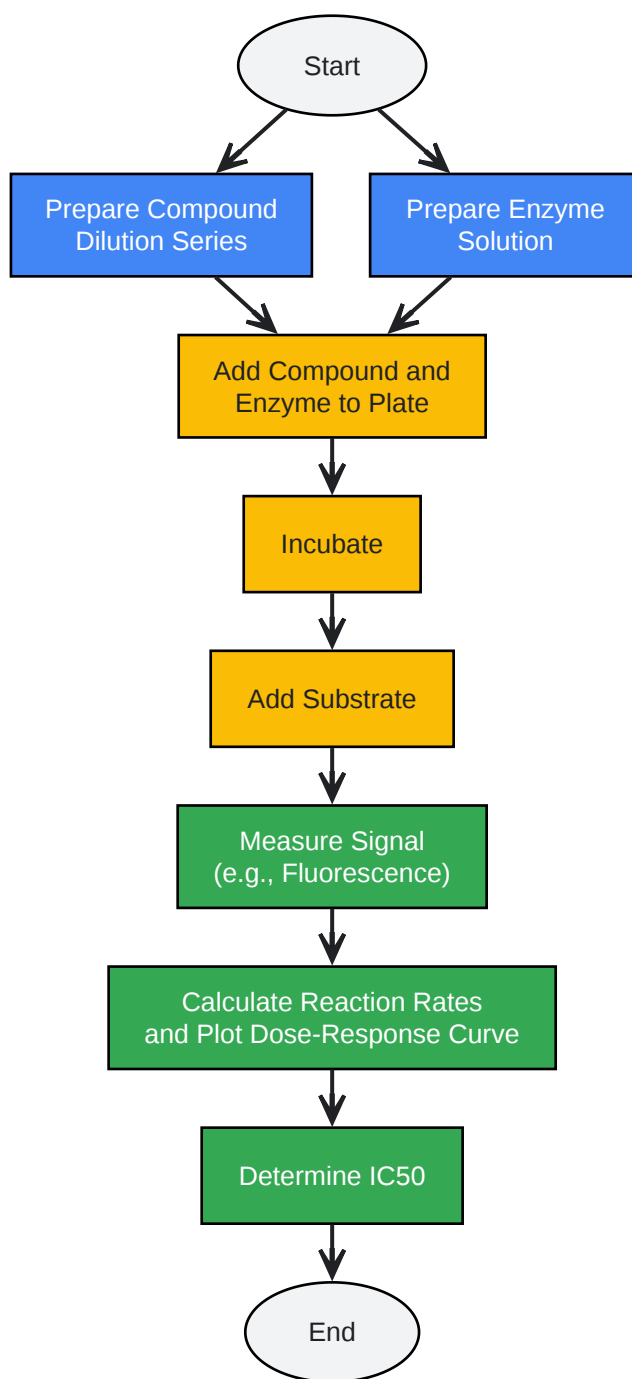 Start
Prepare Compound
Dilution Series
Prepare Enzyme
Solution
Add Compound and
Enzyme to Plate
Incubate
Add Substrate
Measure Signal
(e.g., Fluorescence)
Calculate Reaction Rates
and Plot Dose-Response Curve
Determine IC50
End